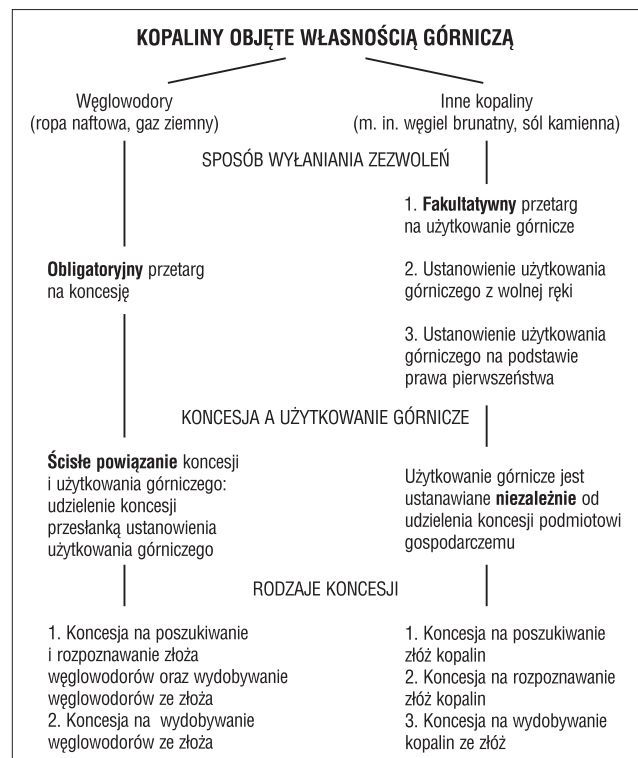 KOPALINY OBJĘTE WŁASNOŚCIĄ GÓRNICZĄ
Węglowodory
(ropa naftowa, gaz ziemny)
Inne kopaliny
(m. in. węgiel brunatny, sól kamienna)
SPOSÓB WYŁANIANIA ZEZWOLEŃ
Obligatoryjny przetarg
na koncesję
1. Fakultatywny przetarg
na użytkowanie górnicze
2. Ustanowienie użytkowania
górniczego z wolnej ręki
3. Ustanowienie użytkowania
górniczego na podstawie
prawa pierwszeństwa
KONCESJA A UŻYTKOWANIE GÓRNICZE
Ścisłe powiązanie koncesji
i użytkowania górniczego:
udzielenie koncesji
przesłanką ustanowienia
użytkowania górniczego
Użytkowanie górnicze jest
ustanawiane niezależnie od
udzielenia koncesji podmiotowi
gospodarczemu
RODZAJE KONCESJI
1. Koncesja na poszukiwanie
i rozpoznawanie złoża
węglowodorów oraz wydobywanie
węglowodorów ze złoża
2. Koncesja na wydobywanie
węglowodorów ze złoża
1. Koncesja na poszukiwanie
złóż kopalin
2. Koncesja na rozpoznawanie
złóż kopalin
3. Koncesja na wydobywanie
kopalin ze złóż